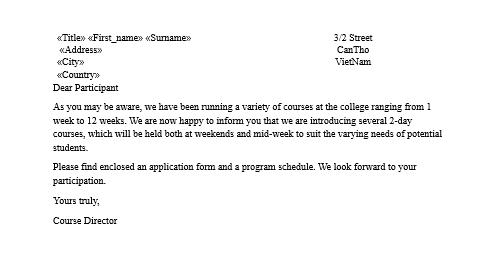 «Title» «First_name» «Surname» 3/2 Street
«Address» CanTho
«City» VietNam
«Country»
Dear Participant
As you may be aware, we have been running a variety of courses at the college ranging from 1
week to 12 weeks. We are now happy to inform you that we are introducing several 2-day
courses, which will be held both at weekends and mid-week to suit the varying needs of potential
students.
Please find enclosed an application form and a program schedule. We look forward to your
participation.
Yours truly,
Course Director